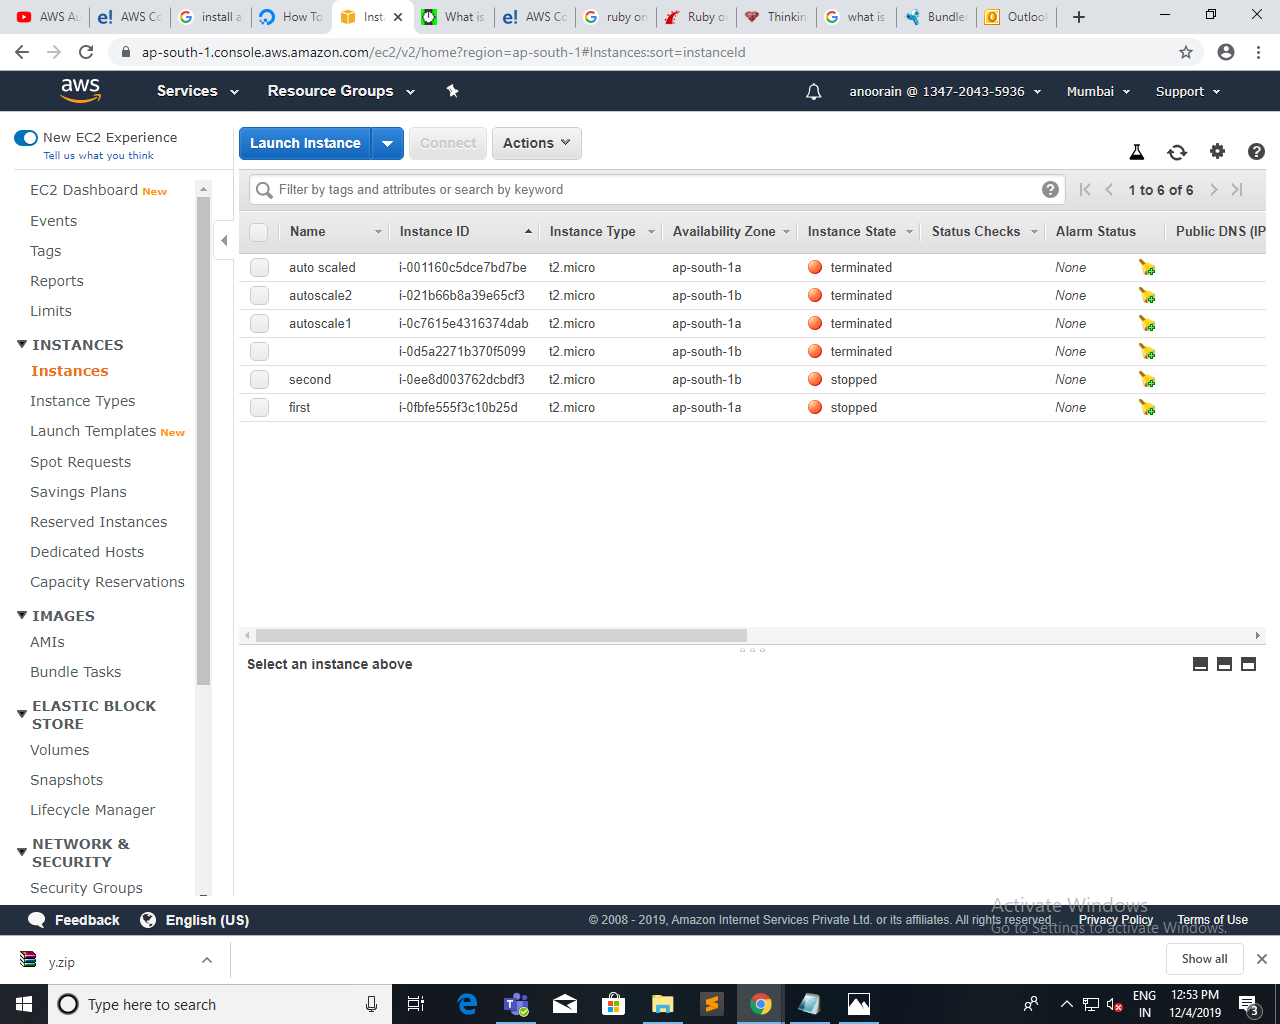 AWS Au
AWS Co
install a
How To
Inst
What is
AWS Co
ruby on
Ruby or
Thinkin
what is
Bundler
Outlool
ap-south-1.console.aws.amazon.com/ec2/v2/home?region=ap-south-1#Instances:sort=instanceId
aws
Services
Resource Groups
anoorain @ 1347-2043-5936
Mumbai
Support
New EC2 Experience
Tell us what you think
EC2 Dashboard New
Events
Tags
Reports
Limits
INSTANCES
Instances
Instance Types
Launch Templates New
Spot Requests
Savings Plans
Reserved Instances
Dedicated Hosts
Capacity Reservations
IMAGES
AMIs
Bundle Tasks
ELASTIC BLOCK
STORE
Volumes
Snapshots
Lifecycle Manager
NETWORK &
SECURITY
Security Groups
Launch Instance
Connect
Actions
Filter by tags and attributes or search by keyword
1 to 6 of 6
Name Instance ID Instance Type Availability Zone Instance State Status Checks Alarm Status Public DNS (IP
auto scaled i-001160c5dce7bd7be t2.micro ap-south-1a terminated None
autoscale2 i-021b66b8a39e65cf3 t2.micro ap-south-1b terminated None
autoscale1 i-0c7615e4316374dab t2.micro ap-south-1a terminated None
i-0d5a2271b370f5099 t2.micro ap-south-1b terminated None
second i-0ee8d003762dcbdf3 t2.micro ap-south-1b stopped None
first i-0fbfe555f3c10b25d t2.micro ap-south-1a stopped None
Select an instance above
Activate Windows
Go to Settings to activate Windows.
Feedback
English (US)
© 2008 - 2019, Amazon Internet Services Private Ltd. or its affiliates. All rights reserved.
Privacy Policy
Terms of Use
y.zip
Show all
Type here to search
ENG
IN
12:53 PM
12/4/2019
3